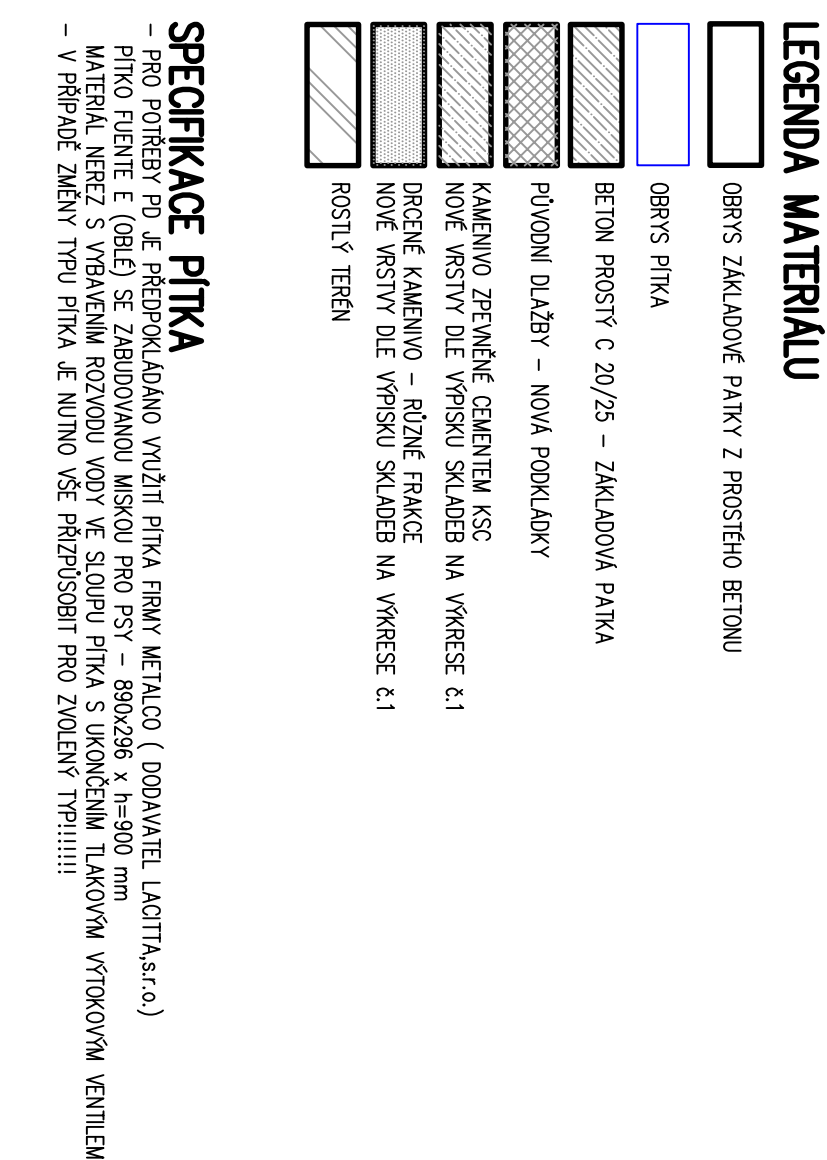 LEGENDA MATERIÁLU
OBRYS ZÁKLADOVÉ PATKY Z PROSTÉHO BETONU
OBRYS PÍTKA
BETON PROSTÝ C 20/25 – ZÁKLADOVÁ PATKA
PŮVODNÍ DLAŽBY – NOVÁ PODKLÁDKY
KAMENIVO ZPEVNĚNÉ CEMENTEM KSC
NOVÉ VRSTVY DLE VÝPISKU SKLADEB NA VÝKRESE č.1
DRCENÉ KAMENIVO – RŮZNÉ FRAKCE
NOVÉ VRSTVY DLE VÝPISKU SKLADEB NA VÝKRESE č.1
ROSTLÝ TERÉN
SPECIFIKACE PÍTKA
– PRO POTŘEBY PD JE PŘEDPOKLÁDÁNO VYUŽITÍ PÍTKA FIRMY METALCO ( DODAVATEL LACITTA,s.r.o.)
PÍTKO FUENTE E (OBLÉ) SE ZABUDOVANOU MISKOU PRO PSY – 890x296 x h=900 mm
MATERIÁL NEREZ S VYBAVENÍM ROZVODU VODY VE SLOUPU PÍTKA S UKONČENÍM TLAKOVÝM VÝTOKOVÝM VENTILEM
– V PŘÍPADĚ ZMĚNY TYPU PÍTKA JE NUTNO VŠE PŘIZPŮSOBIT PRO ZVOLENÝ TYP!!!!!!!